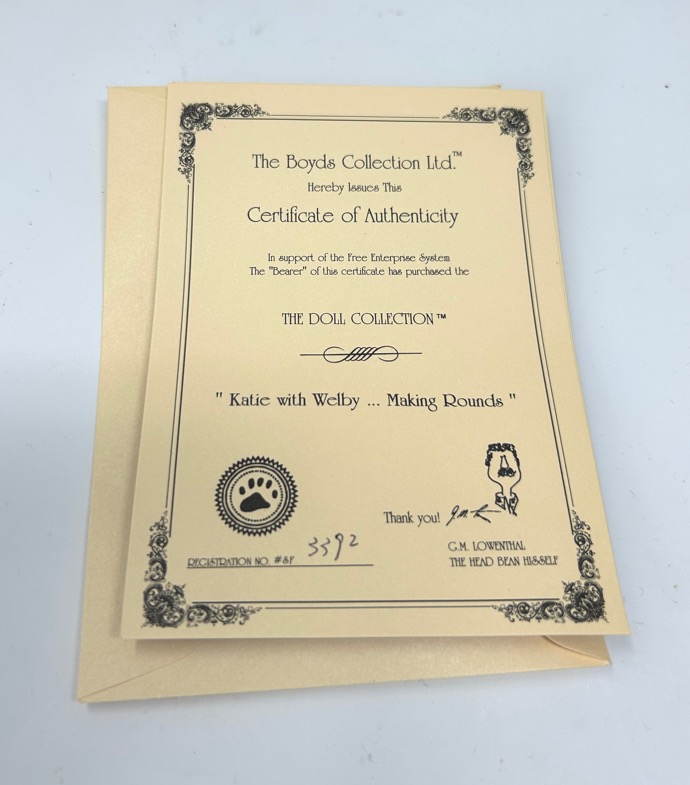 The Boyds Collection Ltd.™
Hereby Issues This
Certificate of Authenticity
In support of the Free Enterprise System
The "Bearer" of this certificate has purchased the
THE DOLL COLLECTION™
" Katie with Welby ... Making Rounds "
Thank you!
REGISTRATION NO. #8F 3392
G.M. LOWENTHAL
THE HEAD BEAN HISSELF